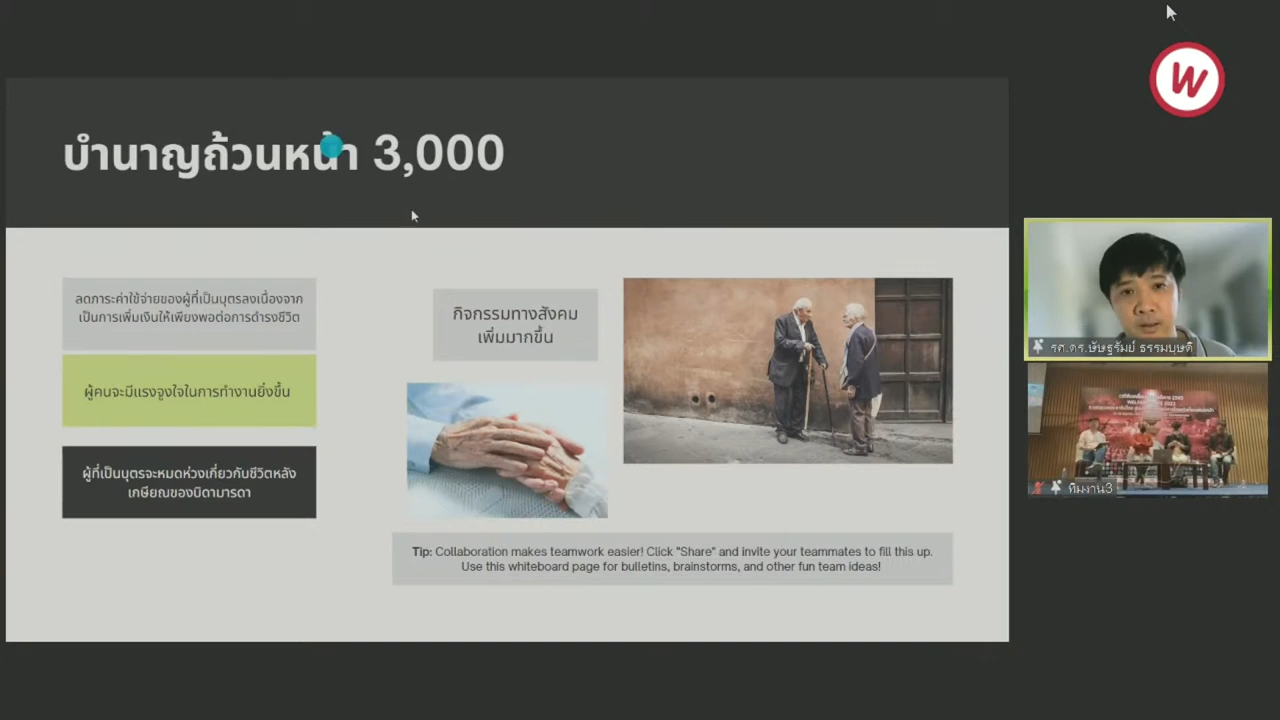 บำนาญถ้วนหน้า 3,000
ลดภาระค่าใช้จ่ายของผู้ที่เป็นบุตรลงเนื่องจาก
เป็นการเพิ่มเงินให้เพียงพอต่อการดำรงชีวิต
ผู้คนจะมีแรงจูงใจในการทำงานยิ่งขึ้น
ผู้ที่เป็นบุตรจะหมดห่วงเกี่ยวกับชีวิตหลัง
เกษียณของบิดามารดา
กิจกรรมทางสังคม
เพิ่มมากขึ้น
Tip: Collaboration makes teamwork easier! Click "Share" and invite your teammates to fill this up.
Use this whiteboard page for bulletins, brainstorms, and other fun team ideas!
W
รศ.ดร.ษัษฐรัมย์ ธรรมบุษดี
ทีมงาน3